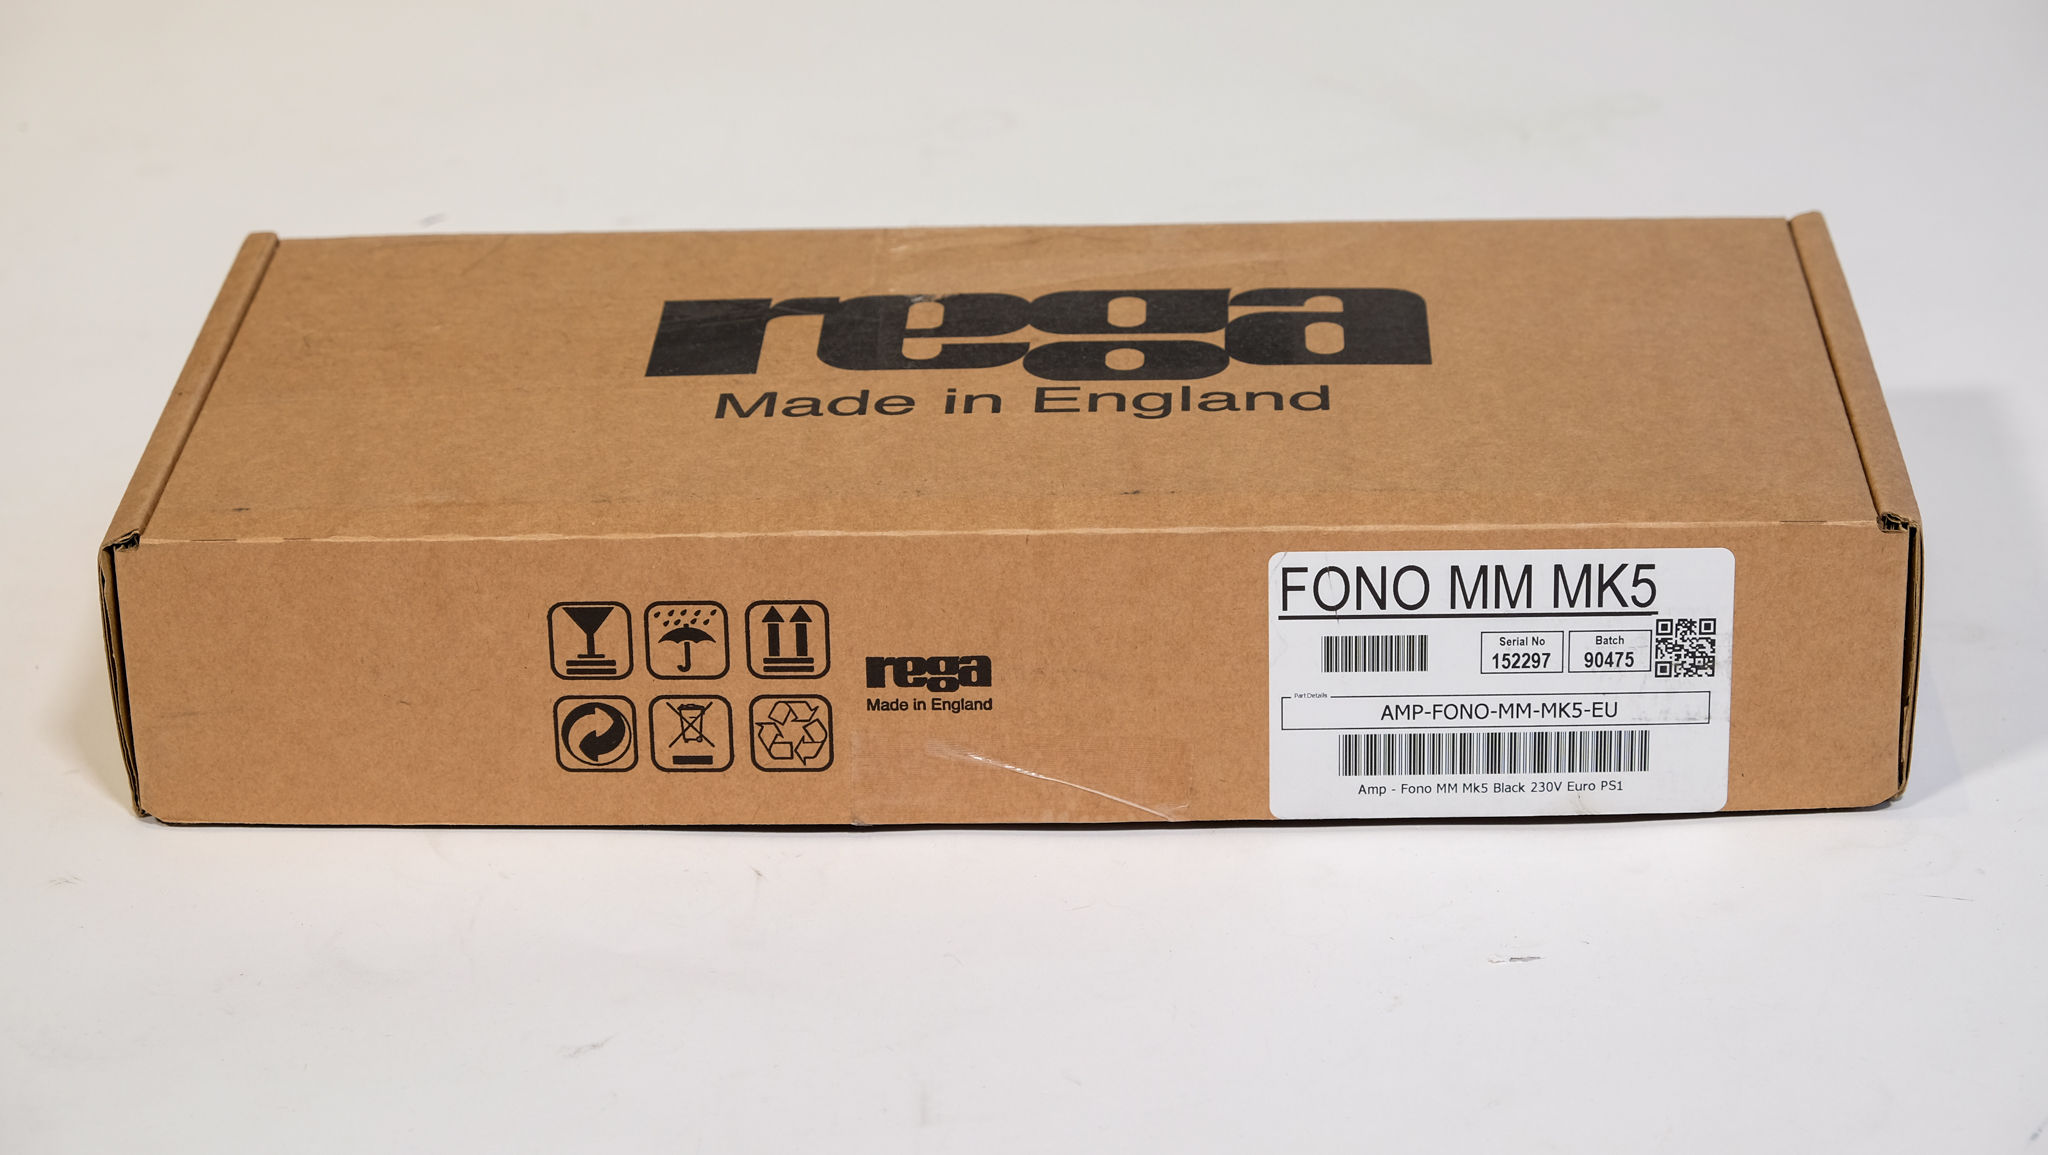 rega
Made in England
rega
Made in England
FONO MM MK5
Serial No
152297
Batch
90475
Part Details
AMP-FONO-MM-MK5-EU
Amp - Fono MM Mk5 Black 230V Euro PS1